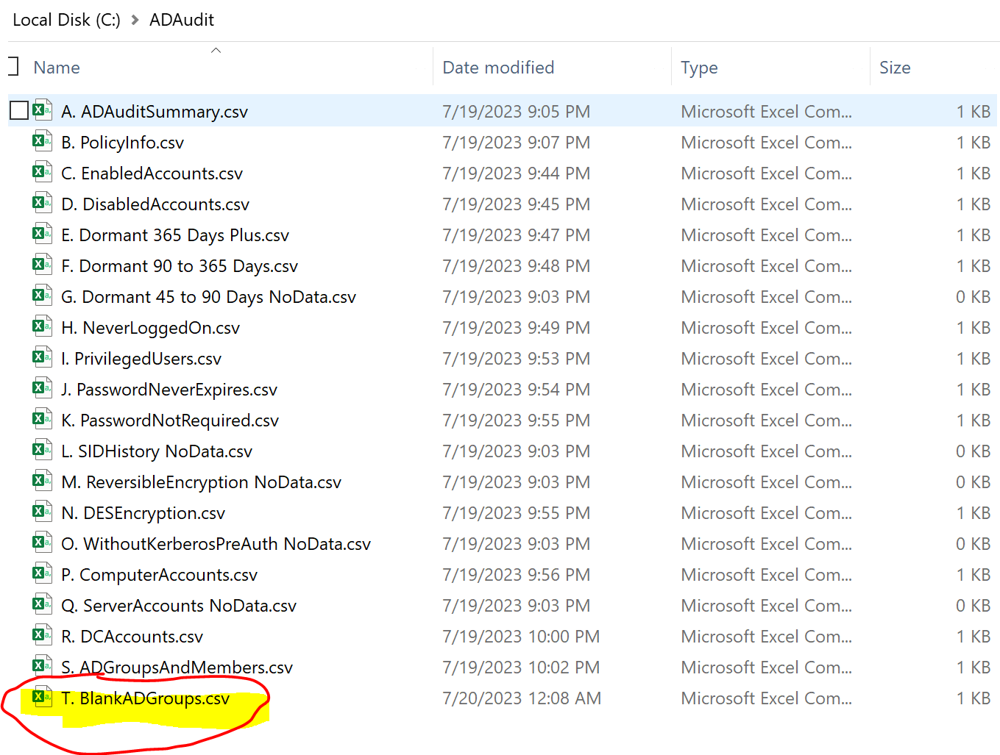 Local Disk (C:) > ADAudit
Name Date modified Type Size
A. ADAuditSummary.csv 7/19/2023 9:05 PM Microsoft Excel Com... 1 KB
B. PolicyInfo.csv 7/19/2023 9:07 PM Microsoft Excel Com... 1 KB
C. EnabledAccounts.csv 7/19/2023 9:44 PM Microsoft Excel Com... 1 KB
D. DisabledAccounts.csv 7/19/2023 9:45 PM Microsoft Excel Com... 1 KB
E. Dormant 365 Days Plus.csv 7/19/2023 9:47 PM Microsoft Excel Com... 1 KB
F. Dormant 90 to 365 Days.csv 7/19/2023 9:48 PM Microsoft Excel Com... 1 KB
G. Dormant 45 to 90 Days NoData.csv 7/19/2023 9:03 PM Microsoft Excel Com... 0 KB
H. NeverLoggedOn.csv 7/19/2023 9:49 PM Microsoft Excel Com... 1 KB
I. PrivilegedUsers.csv 7/19/2023 9:53 PM Microsoft Excel Com... 1 KB
J. PasswordNeverExpires.csv 7/19/2023 9:54 PM Microsoft Excel Com... 1 KB
K. PasswordNotRequired.csv 7/19/2023 9:55 PM Microsoft Excel Com... 1 KB
L. SIDHistory NoData.csv 7/19/2023 9:03 PM Microsoft Excel Com... 0 KB
M. ReversibleEncryption NoData.csv 7/19/2023 9:03 PM Microsoft Excel Com... 0 KB
N. DESEncryption.csv 7/19/2023 9:55 PM Microsoft Excel Com... 1 KB
O. WithoutKerberosPreAuth NoData.csv 7/19/2023 9:03 PM Microsoft Excel Com... 0 KB
P. ComputerAccounts.csv 7/19/2023 9:56 PM Microsoft Excel Com... 1 KB
Q. ServerAccounts NoData.csv 7/19/2023 9:03 PM Microsoft Excel Com... 0 KB
R. DCAccounts.csv 7/19/2023 10:00 PM Microsoft Excel Com... 1 KB
S. ADGroupsAndMembers.csv 7/19/2023 10:02 PM Microsoft Excel Com... 1 KB
T. BlankADGroups.csv 7/20/2023 12:08 AM Microsoft Excel Com... 1 KB